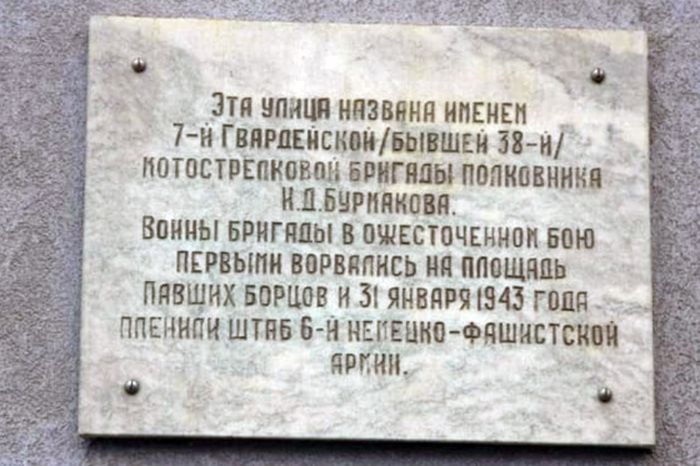 Эта улица названа именем
7-й Гвардейской/бывшей 38-й/
мотострелковой бригады полковника
И.Д.Бурмакова.
Воины бригады в ожесточенном бою
первыми ворвались на площадь
Павших борцов и 31 января 1943 года
пленили штаб 6-й немецко-фашистской
армии.